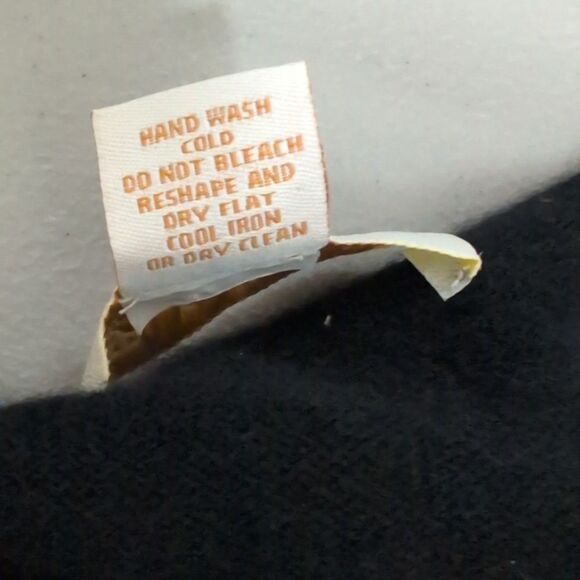 HAND WASH
COLD
DO NOT BLEACH
RESHAPE AND
DRY FLAT
COOL IRON
OR DRY CLEAN